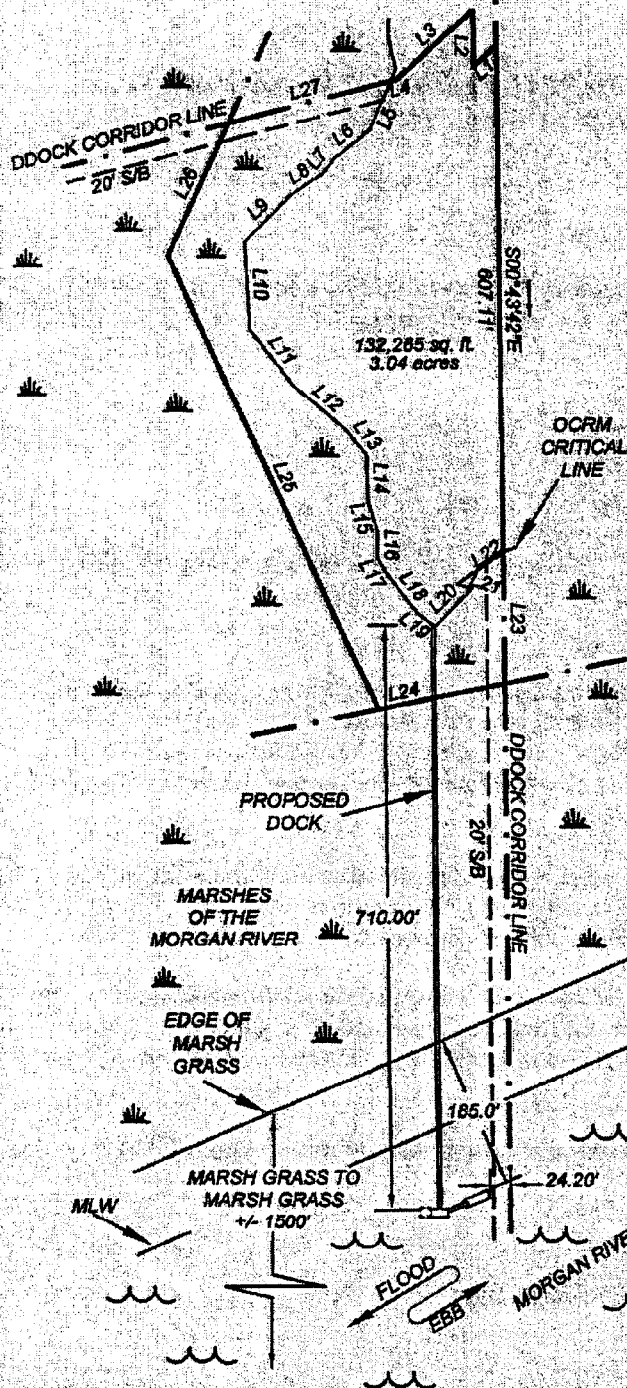 L3
L2
L1
L27
L4
DDOCK CORRIDOR LINE
20' S/B
L5
L6
L7
L8
L26
L9
L10
S00°43'42"E
607.11'
132,265 sq. ft.
3.04 acres
L11
L12
L13
OCRM
CRITICAL
LINE
L25
L14
L15
L16
L22
L17
L21
L18
L20
L19
L23
L24
PROPOSED
DOCK
DDOCK CORRIDOR LINE
20' S/B
MARSHES
OF THE
MORGAN RIVER
710.00'
EDGE OF
MARSH
GRASS
165.0'
MARSH GRASS TO
MARSH GRASS
+/- 1500'
24.20'
MLW
FLOOD
EBB
MORGAN RIVE